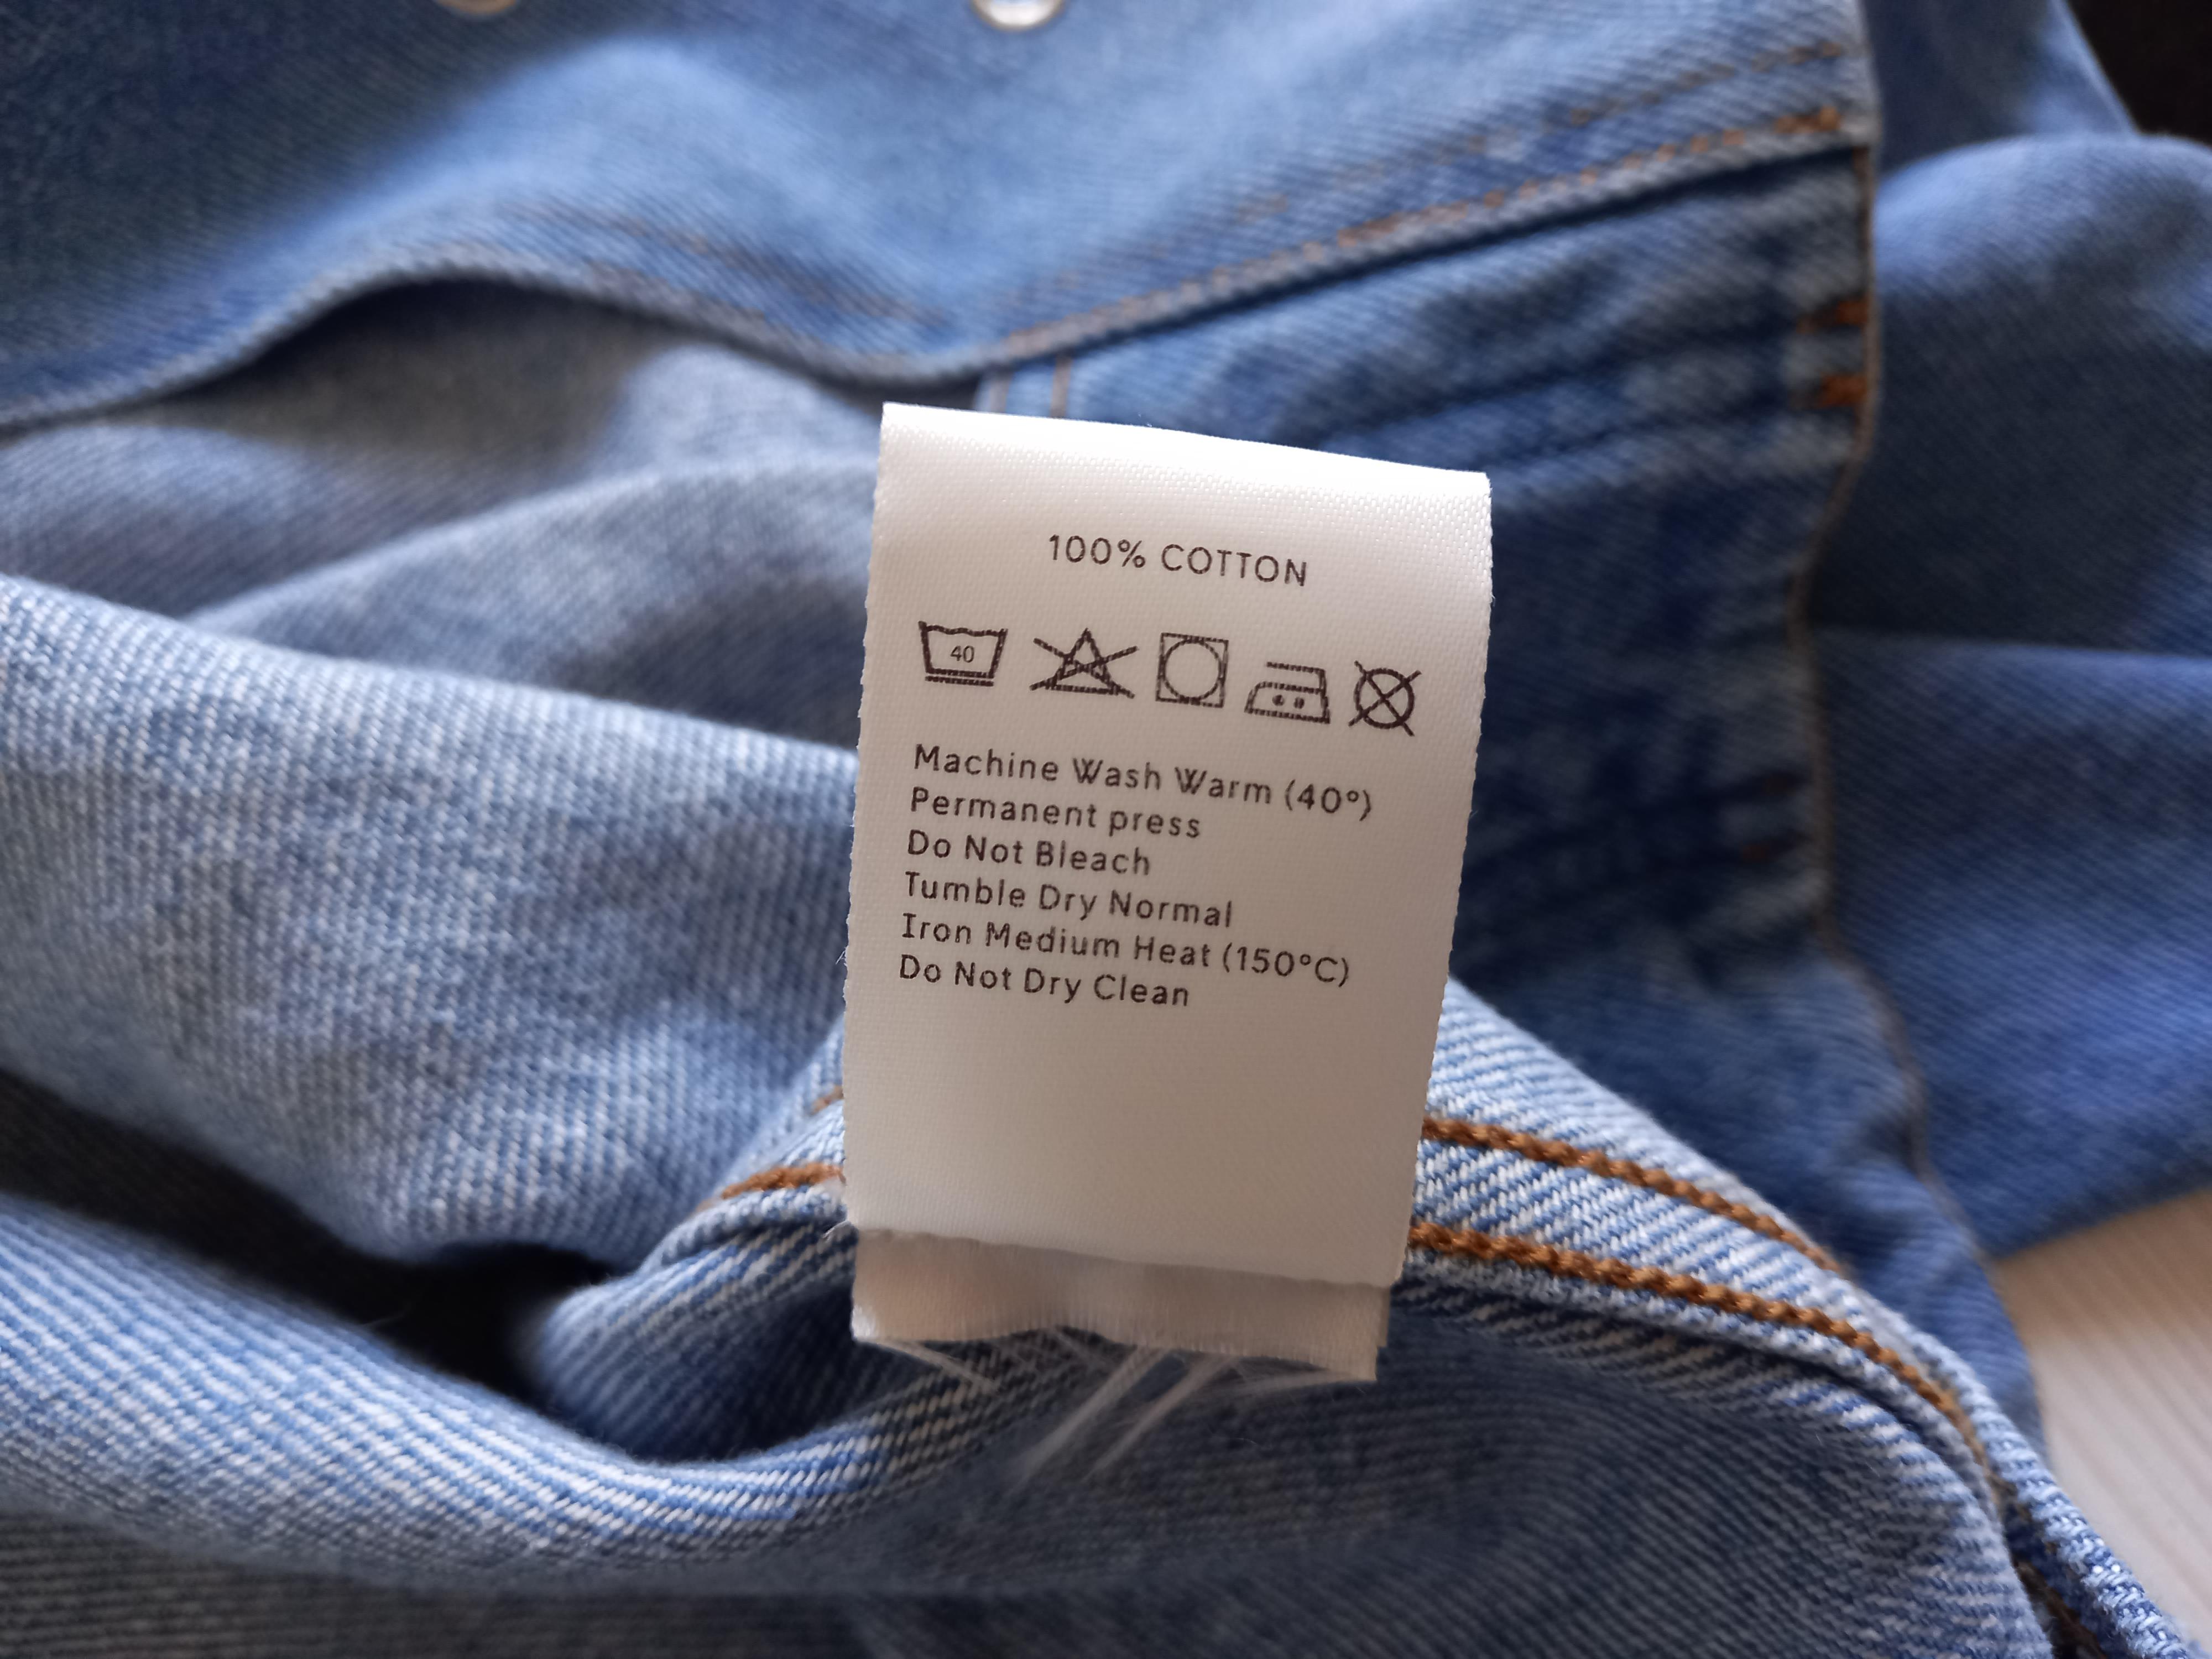 100% COTTON
40
Machine Wash Warm (40°)
Permanent press
Do Not Bleach
Tumble Dry Normal
Iron Medium Heat (150°C)
Do Not Dry Clean